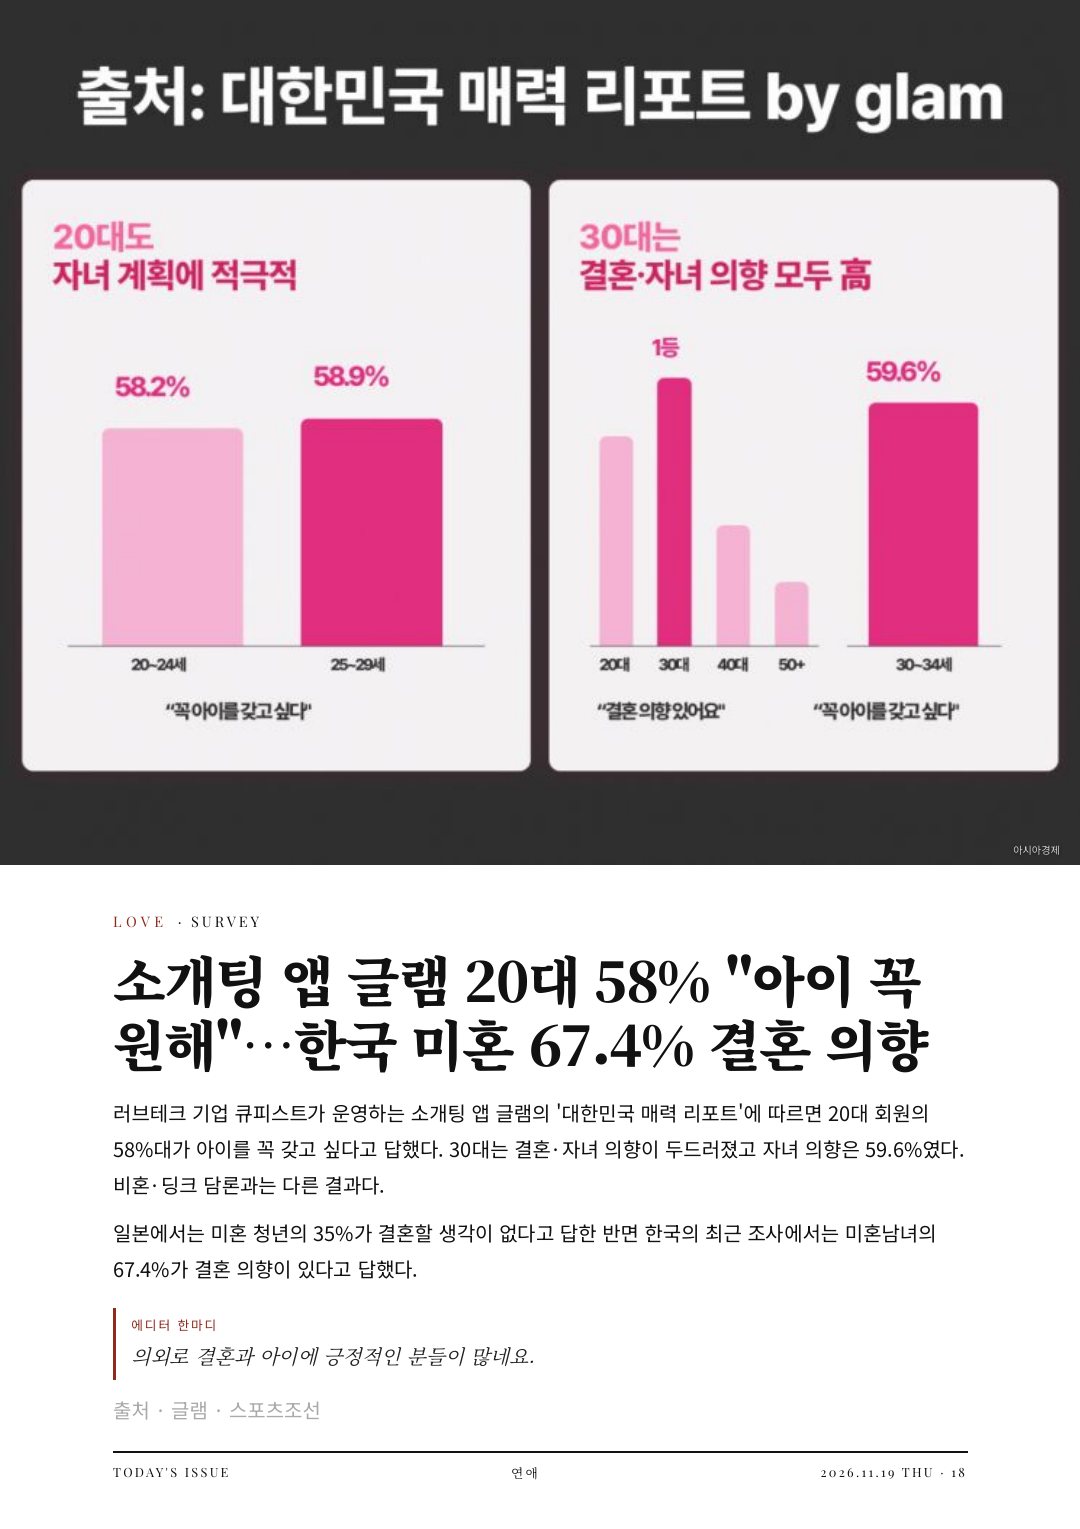 출처: 대한민국 매력 리포트 by glam
20대도
자녀 계획에 적극적
58.2%
58.9%
20~24세
25~29세
“꼭 아이를 갖고 싶다"
30대는
결혼·자녀 의향 모두 高
1등
59.6%
20대
30대
40대
50+
30~34세
“결혼 의향 있어요"
“꼭 아이를 갖고 싶다"
아시아경제
LOVE · SURVEY
소개팅 앱 글램 20대 58% "아이 꼭
원해"…한국 미혼 67.4% 결혼 의향
러브테크 기업 큐피스트가 운영하는 소개팅 앱 글램의 '대한민국 매력 리포트'에 따르면 20대 회원의
58%대가 아이를 꼭 갖고 싶다고 답했다. 30대는 결혼·자녀 의향이 두드러졌고 자녀 의향은 59.6%였다.
비혼·딩크 담론과는 다른 결과다.
일본에서는 미혼 청년의 35%가 결혼할 생각이 없다고 답한 반면 한국의 최근 조사에서는 미혼남녀의
67.4%가 결혼 의향이 있다고 답했다.
에디터 한마디
의외로 결혼과 아이에 긍정적인 분들이 많네요.
출처 · 글램 · 스포츠조선
TODAY'S ISSUE
연애
2026.11.19 THU · 18